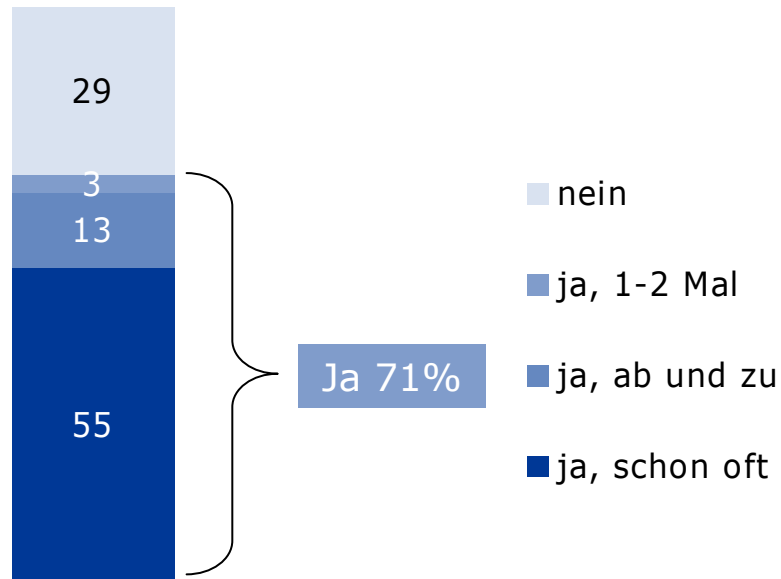 29
3
13
55
Ja 71%
nein
ja, 1-2 Mal
ja, ab und zu
ja, schon oft